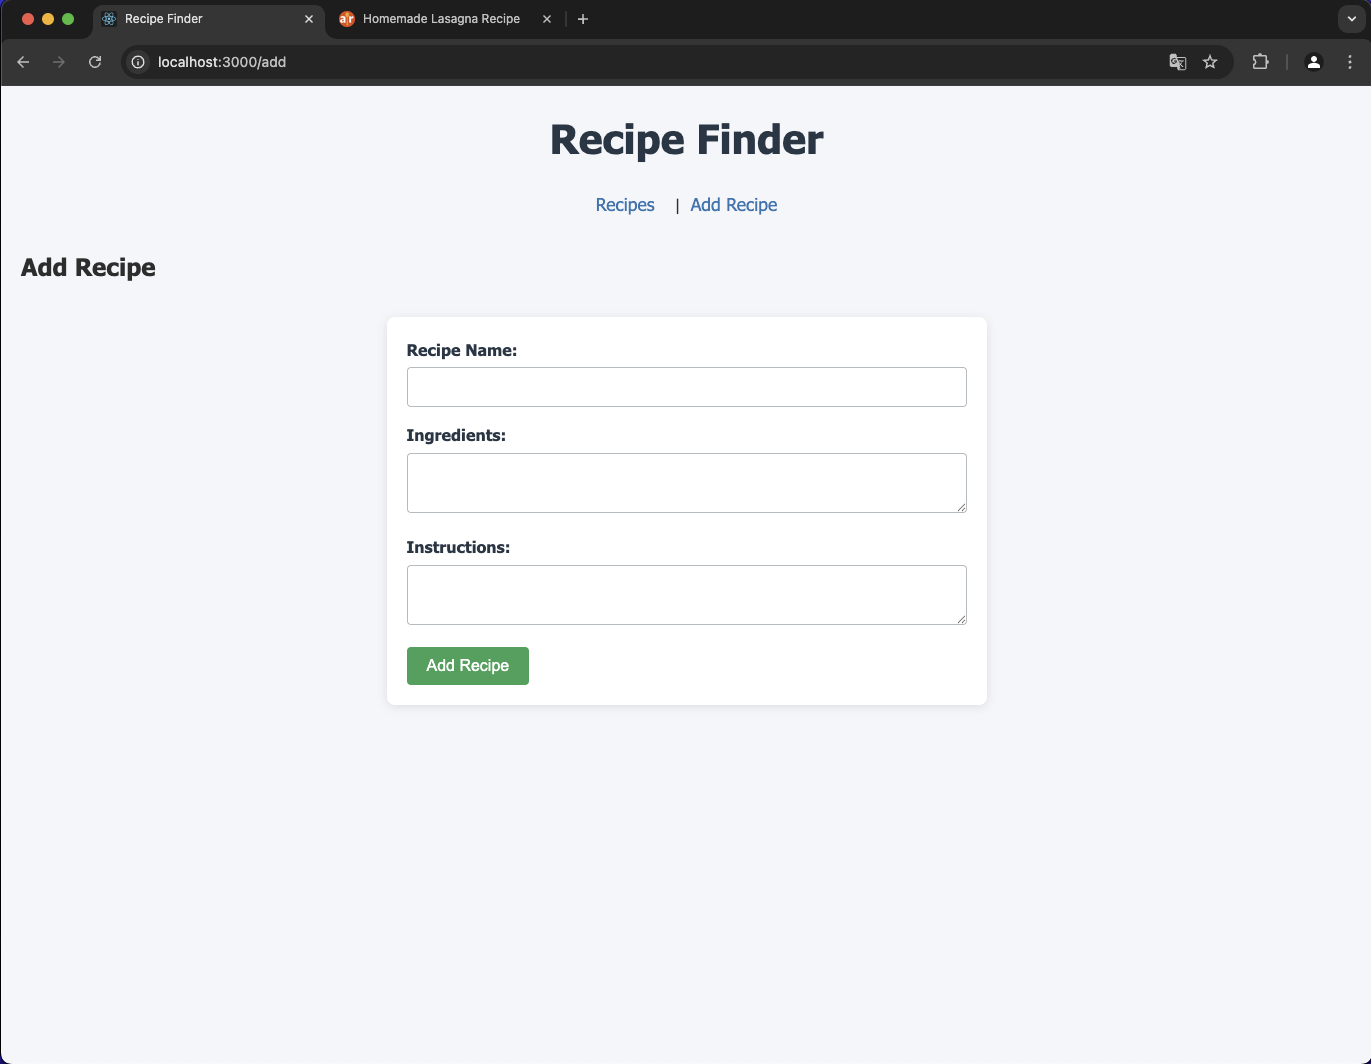 Recipe Finder
Homemade Lasagna Recipe
localhost:3000/add
Recipe Finder
Recipes | Add Recipe
Add Recipe
Recipe Name:
Ingredients:
Instructions:
Add Recipe